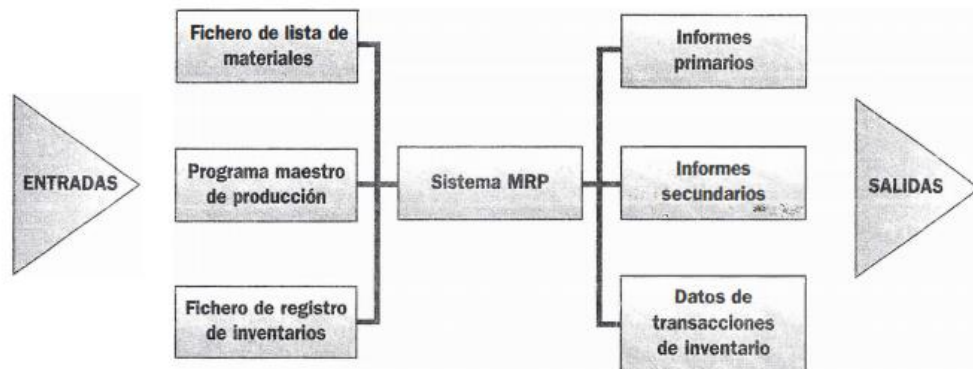 ENTRADAS
Fichero de lista de
materiales
Programa maestro
de producción
Fichero de registro
de inventarios
Sistema MRP
Informes
primarios
Informes
secundarios
Datos de
transacciones
de inventario
SALIDAS